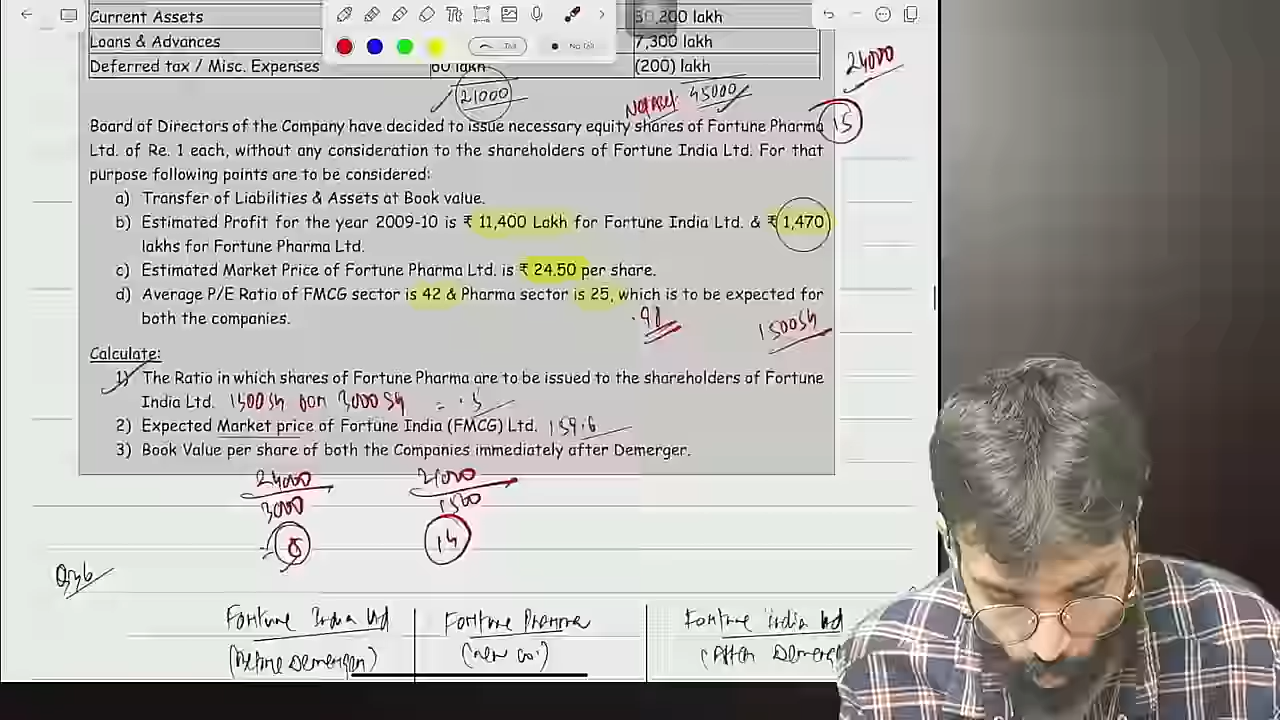 Current Assets 30,200 lakh
Loans & Advances 7,300 lakh
Deferred tax / Misc. Expenses 60 lakh (200) lakh
24000
21000 Net Asset 45000
15
Board of Directors of the Company have decided to issue necessary equity shares of Fortune Pharma
Ltd. of Re. 1 each, without any consideration to the shareholders of Fortune India Ltd. For that
purpose following points are to be considered:
a) Transfer of Liabilities & Assets at Book value.
b) Estimated Profit for the year 2009-10 is ₹ 11,400 Lakh for Fortune India Ltd. & ₹ 1,470
lakhs for Fortune Pharma Ltd.
c) Estimated Market Price of Fortune Pharma Ltd. is ₹ 24.50 per share.
d) Average P/E Ratio of FMCG sector is 42 & Pharma sector is 25, which is to be expected for
both the companies.
.98 1500 Sh
Calculate:
1) The Ratio in which shares of Fortune Pharma are to be issued to the shareholders of Fortune
India Ltd. 1500 Sh for 3000 Sh = .5
2) Expected Market price of Fortune India (FMCG) Ltd. 159.6
3) Book Value per share of both the Companies immediately after Demerger.
24000 21000
3000 1500
= 8 14
Fortune India Ltd Fortune Pharma Fortune India Ltd
(Before Demerger) (new co) (After Demerge